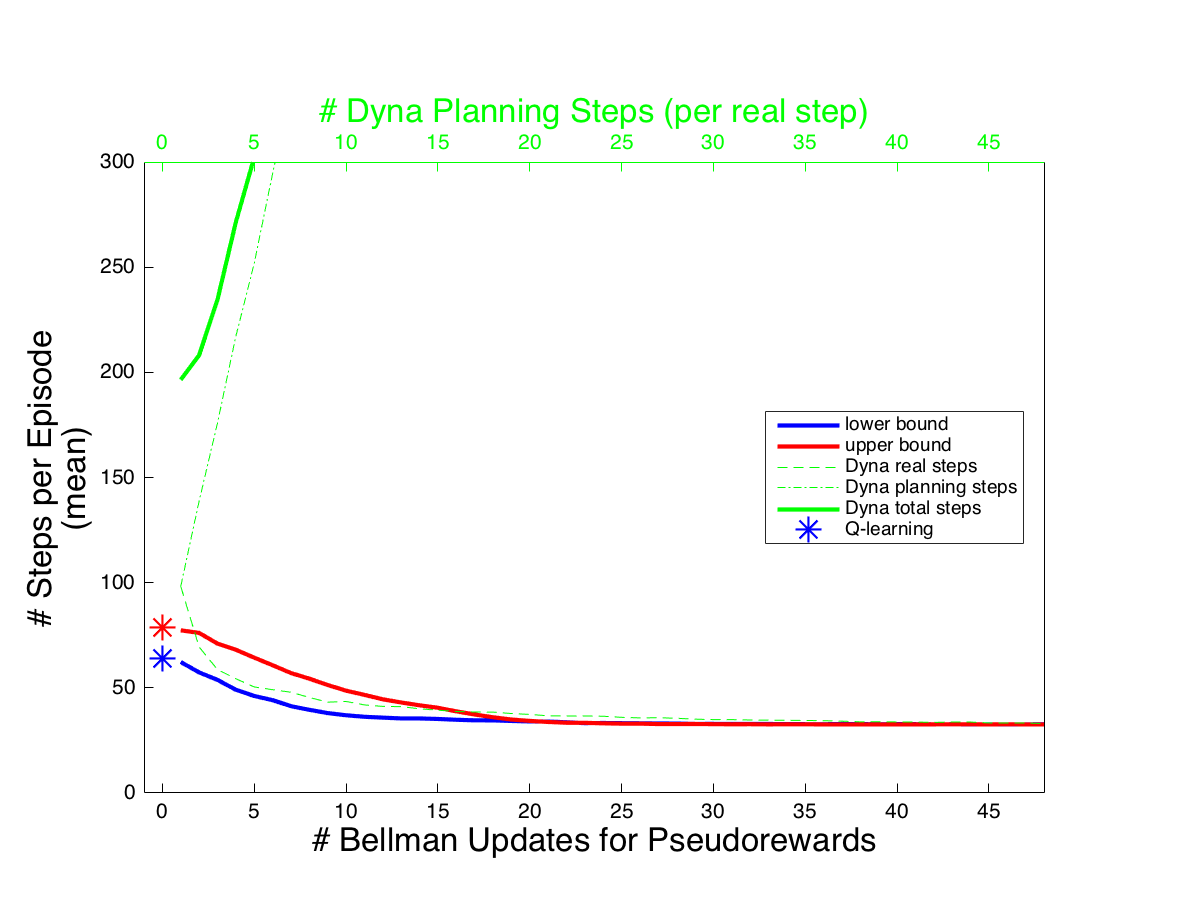 # Dyna Planning Steps (per real step)
0 5 10 15 20 25 30 35 40 45
300
250
200
150
100
50
0
# Steps per Episode
(mean)
lower bound
upper bound
Dyna real steps
Dyna planning steps
Dyna total steps
Q-learning
0 5 10 15 20 25 30 35 40 45
# Bellman Updates for Pseudorewards